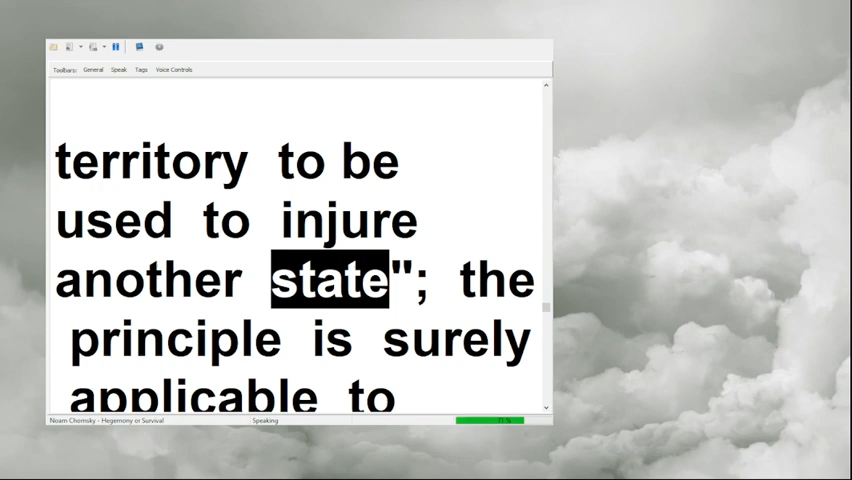 Toolbars: General Speak Tags Voice Controls
territory to be
used to injure
another state"; the
principle is surely
applicable to
Noam Chomsky - Hegemony or Survival Speaking 71 %